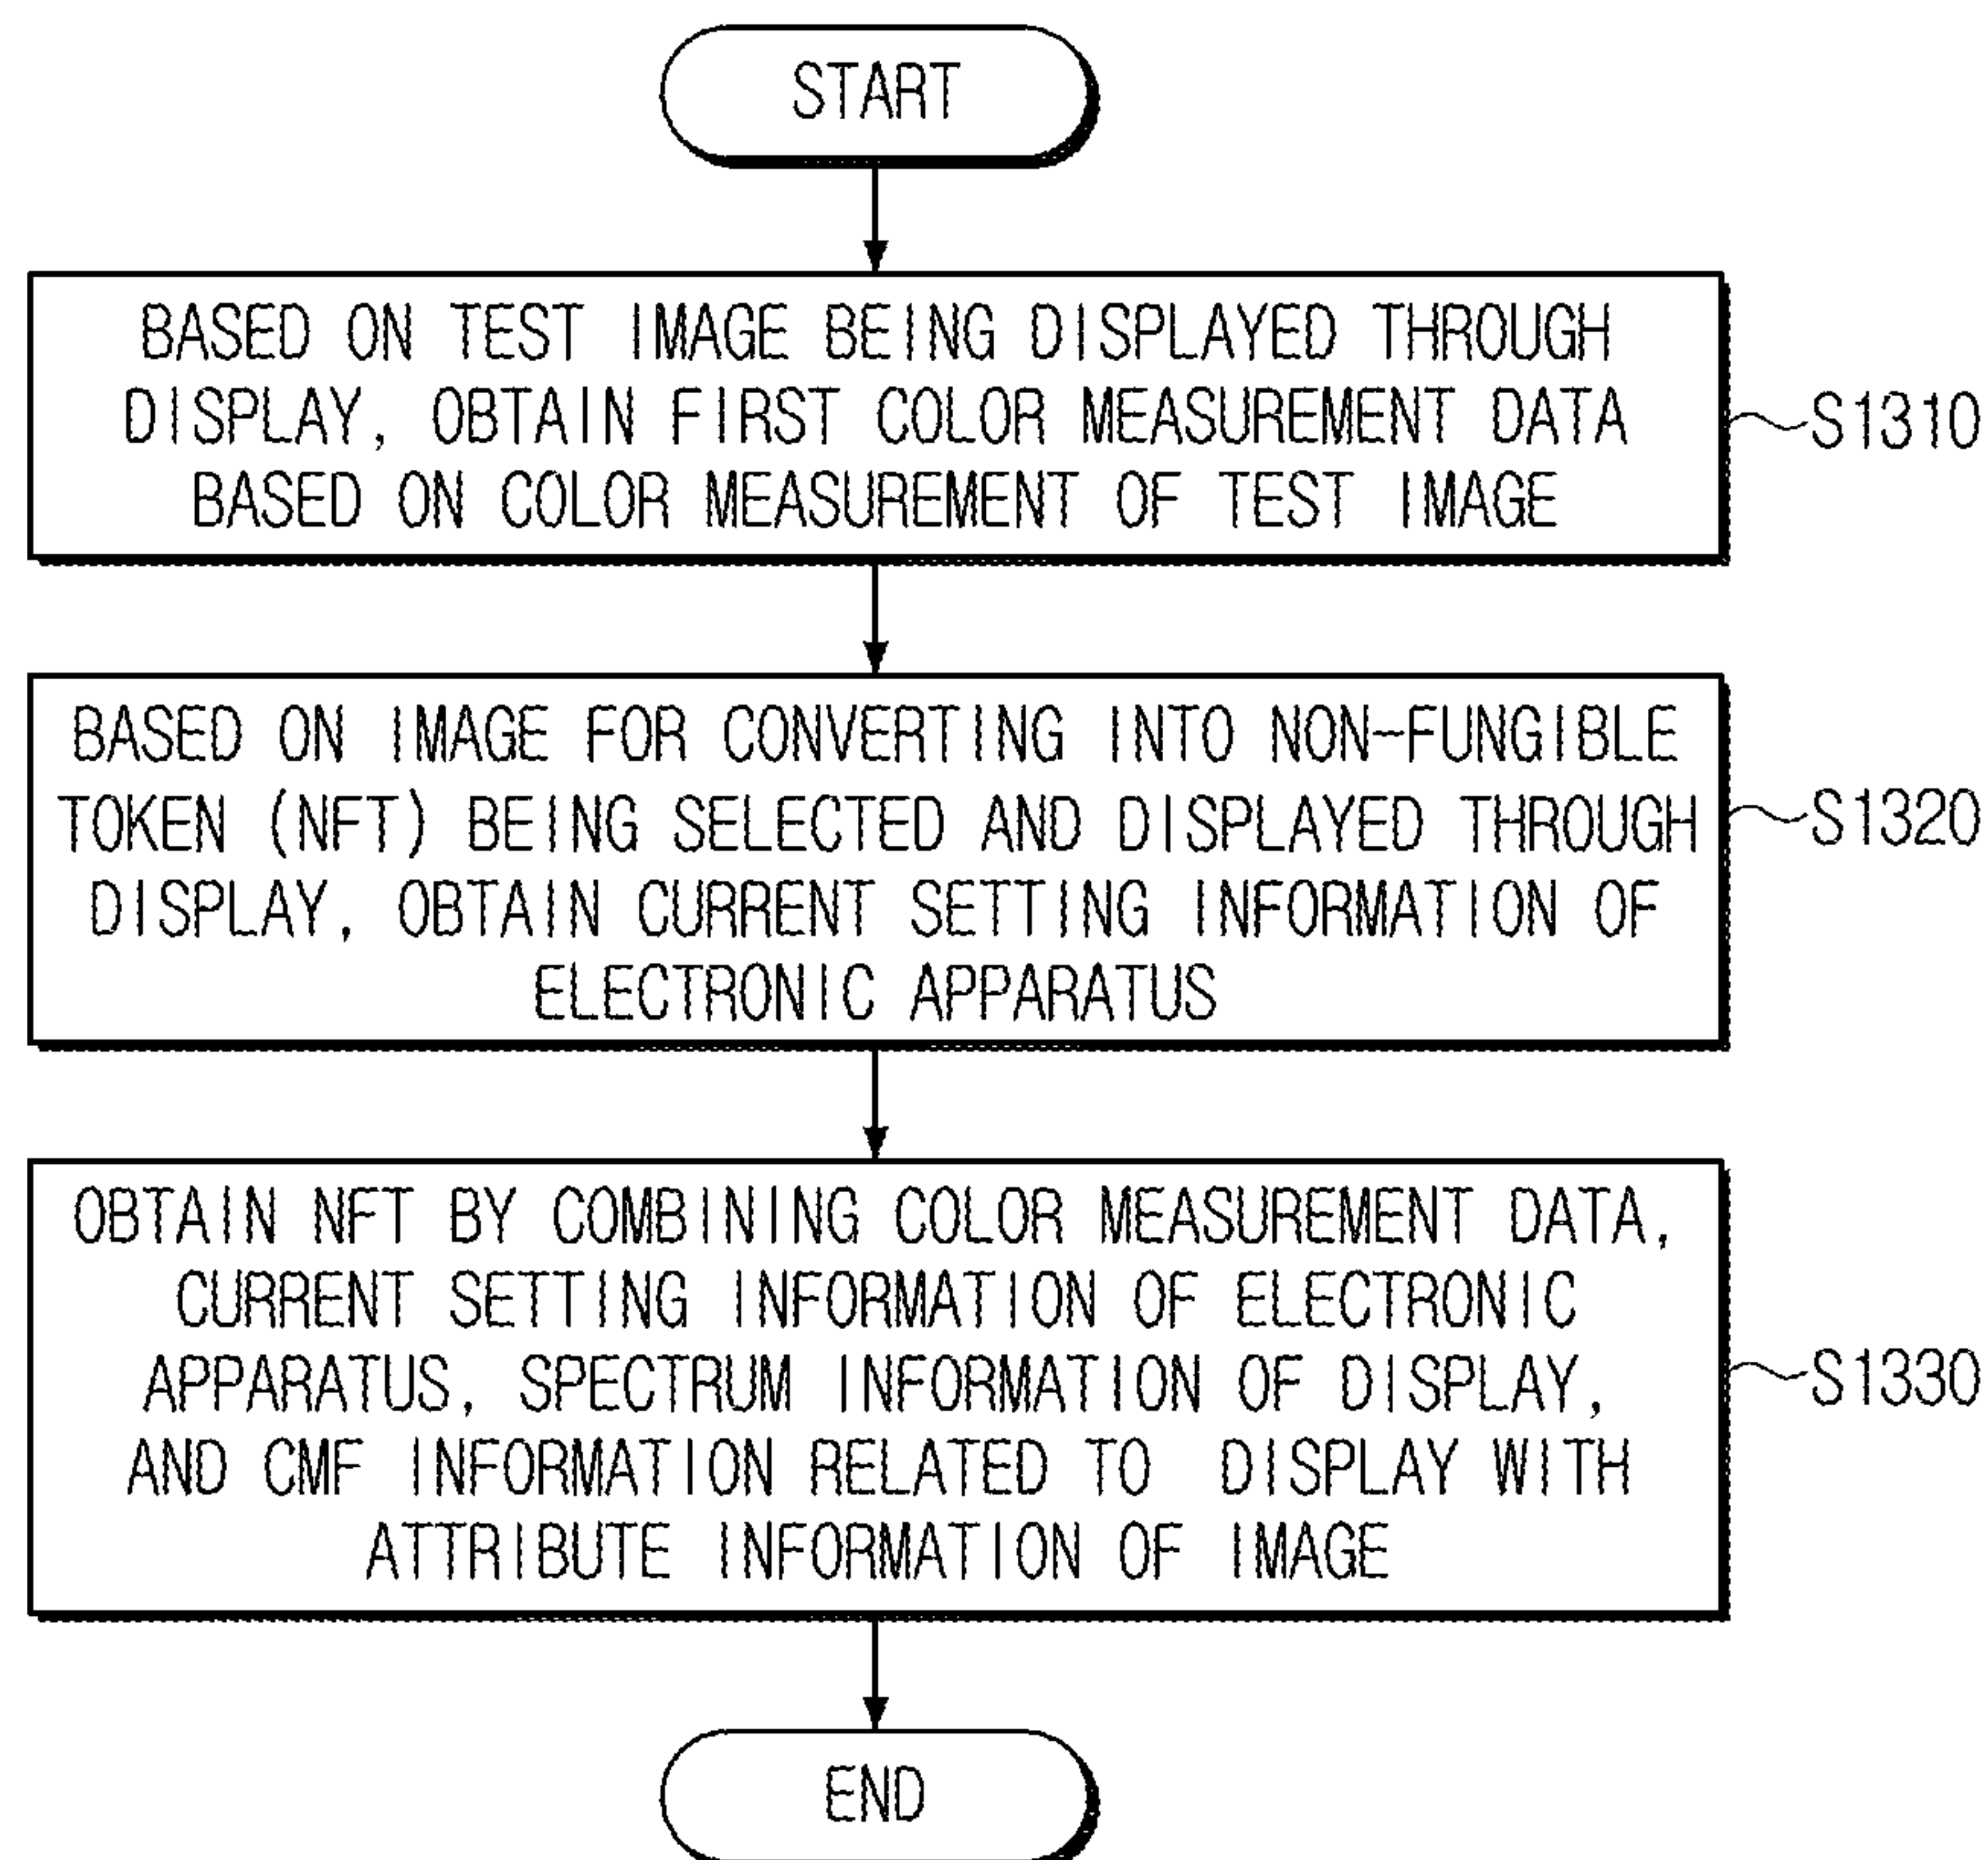 START
BASED ON TEST IMAGE BEING DISPLAYED THROUGH
DISPLAY, OBTAIN FIRST COLOR MEASUREMENT DATA
BASED ON COLOR MEASUREMENT OF TEST IMAGE
S1310
BASED ON IMAGE FOR CONVERTING INTO NON-FUNGIBLE
TOKEN (NFT) BEING SELECTED AND DISPLAYED THROUGH
DISPLAY, OBTAIN CURRENT SETTING INFORMATION OF
ELECTRONIC APPARATUS
S1320
OBTAIN NFT BY COMBINING COLOR MEASUREMENT DATA,
CURRENT SETTING INFORMATION OF ELECTRONIC
APPARATUS, SPECTRUM INFORMATION OF DISPLAY,
AND CMF INFORMATION RELATED TO DISPLAY WITH
ATTRIBUTE INFORMATION OF IMAGE
S1330
END